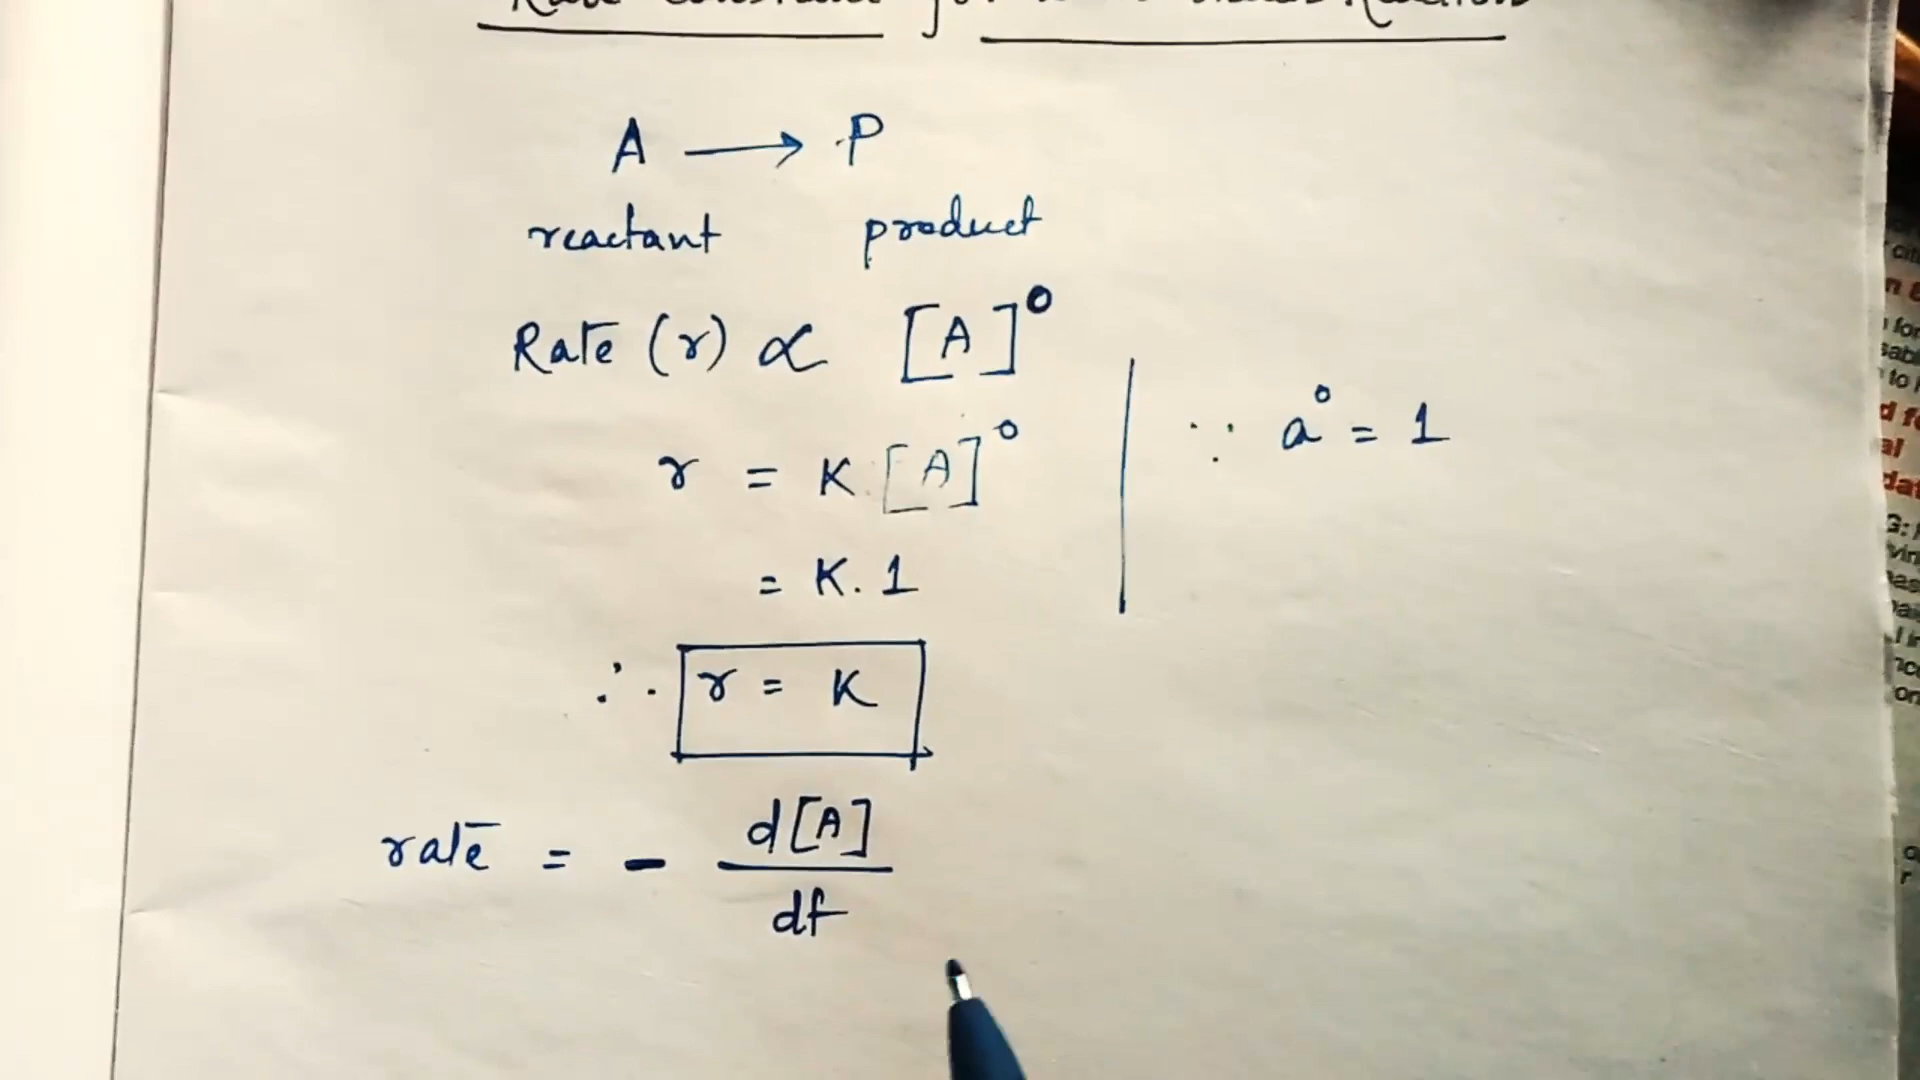 A ⟶ P
reactant product
Rate (r) ∝ [A]⁰
r = K [A]⁰
∵ a⁰ = 1
= K. 1
∴ r = K
rate = - d[A]
dt